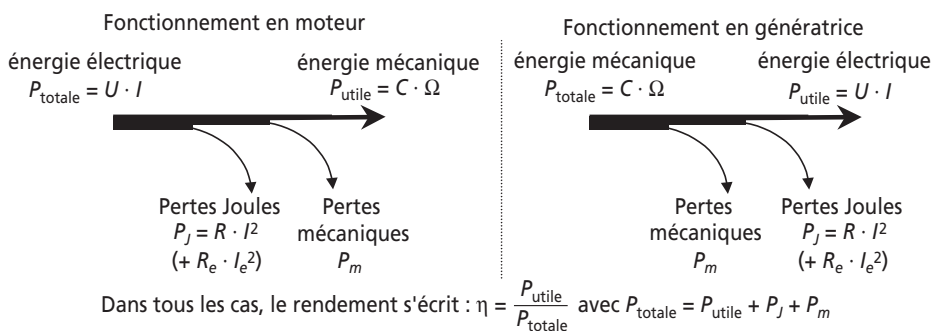 Fonctionnement en moteur
énergie électrique
P_totale = U · I
énergie mécanique
P_utile = C · Ω
Pertes Joules
P_J = R · I²
(+ R_e · I_e²)
Pertes
mécaniques
P_m
Fonctionnement en génératrice
énergie mécanique
P_totale = C · Ω
énergie électrique
P_utile = U · I
Pertes
mécaniques
P_m
Pertes Joules
P_J = R · I²
(+ R_e · I_e²)
Dans tous les cas, le rendement s'écrit : η = P_utile / P_totale avec P_totale = P_utile + P_J + P_m